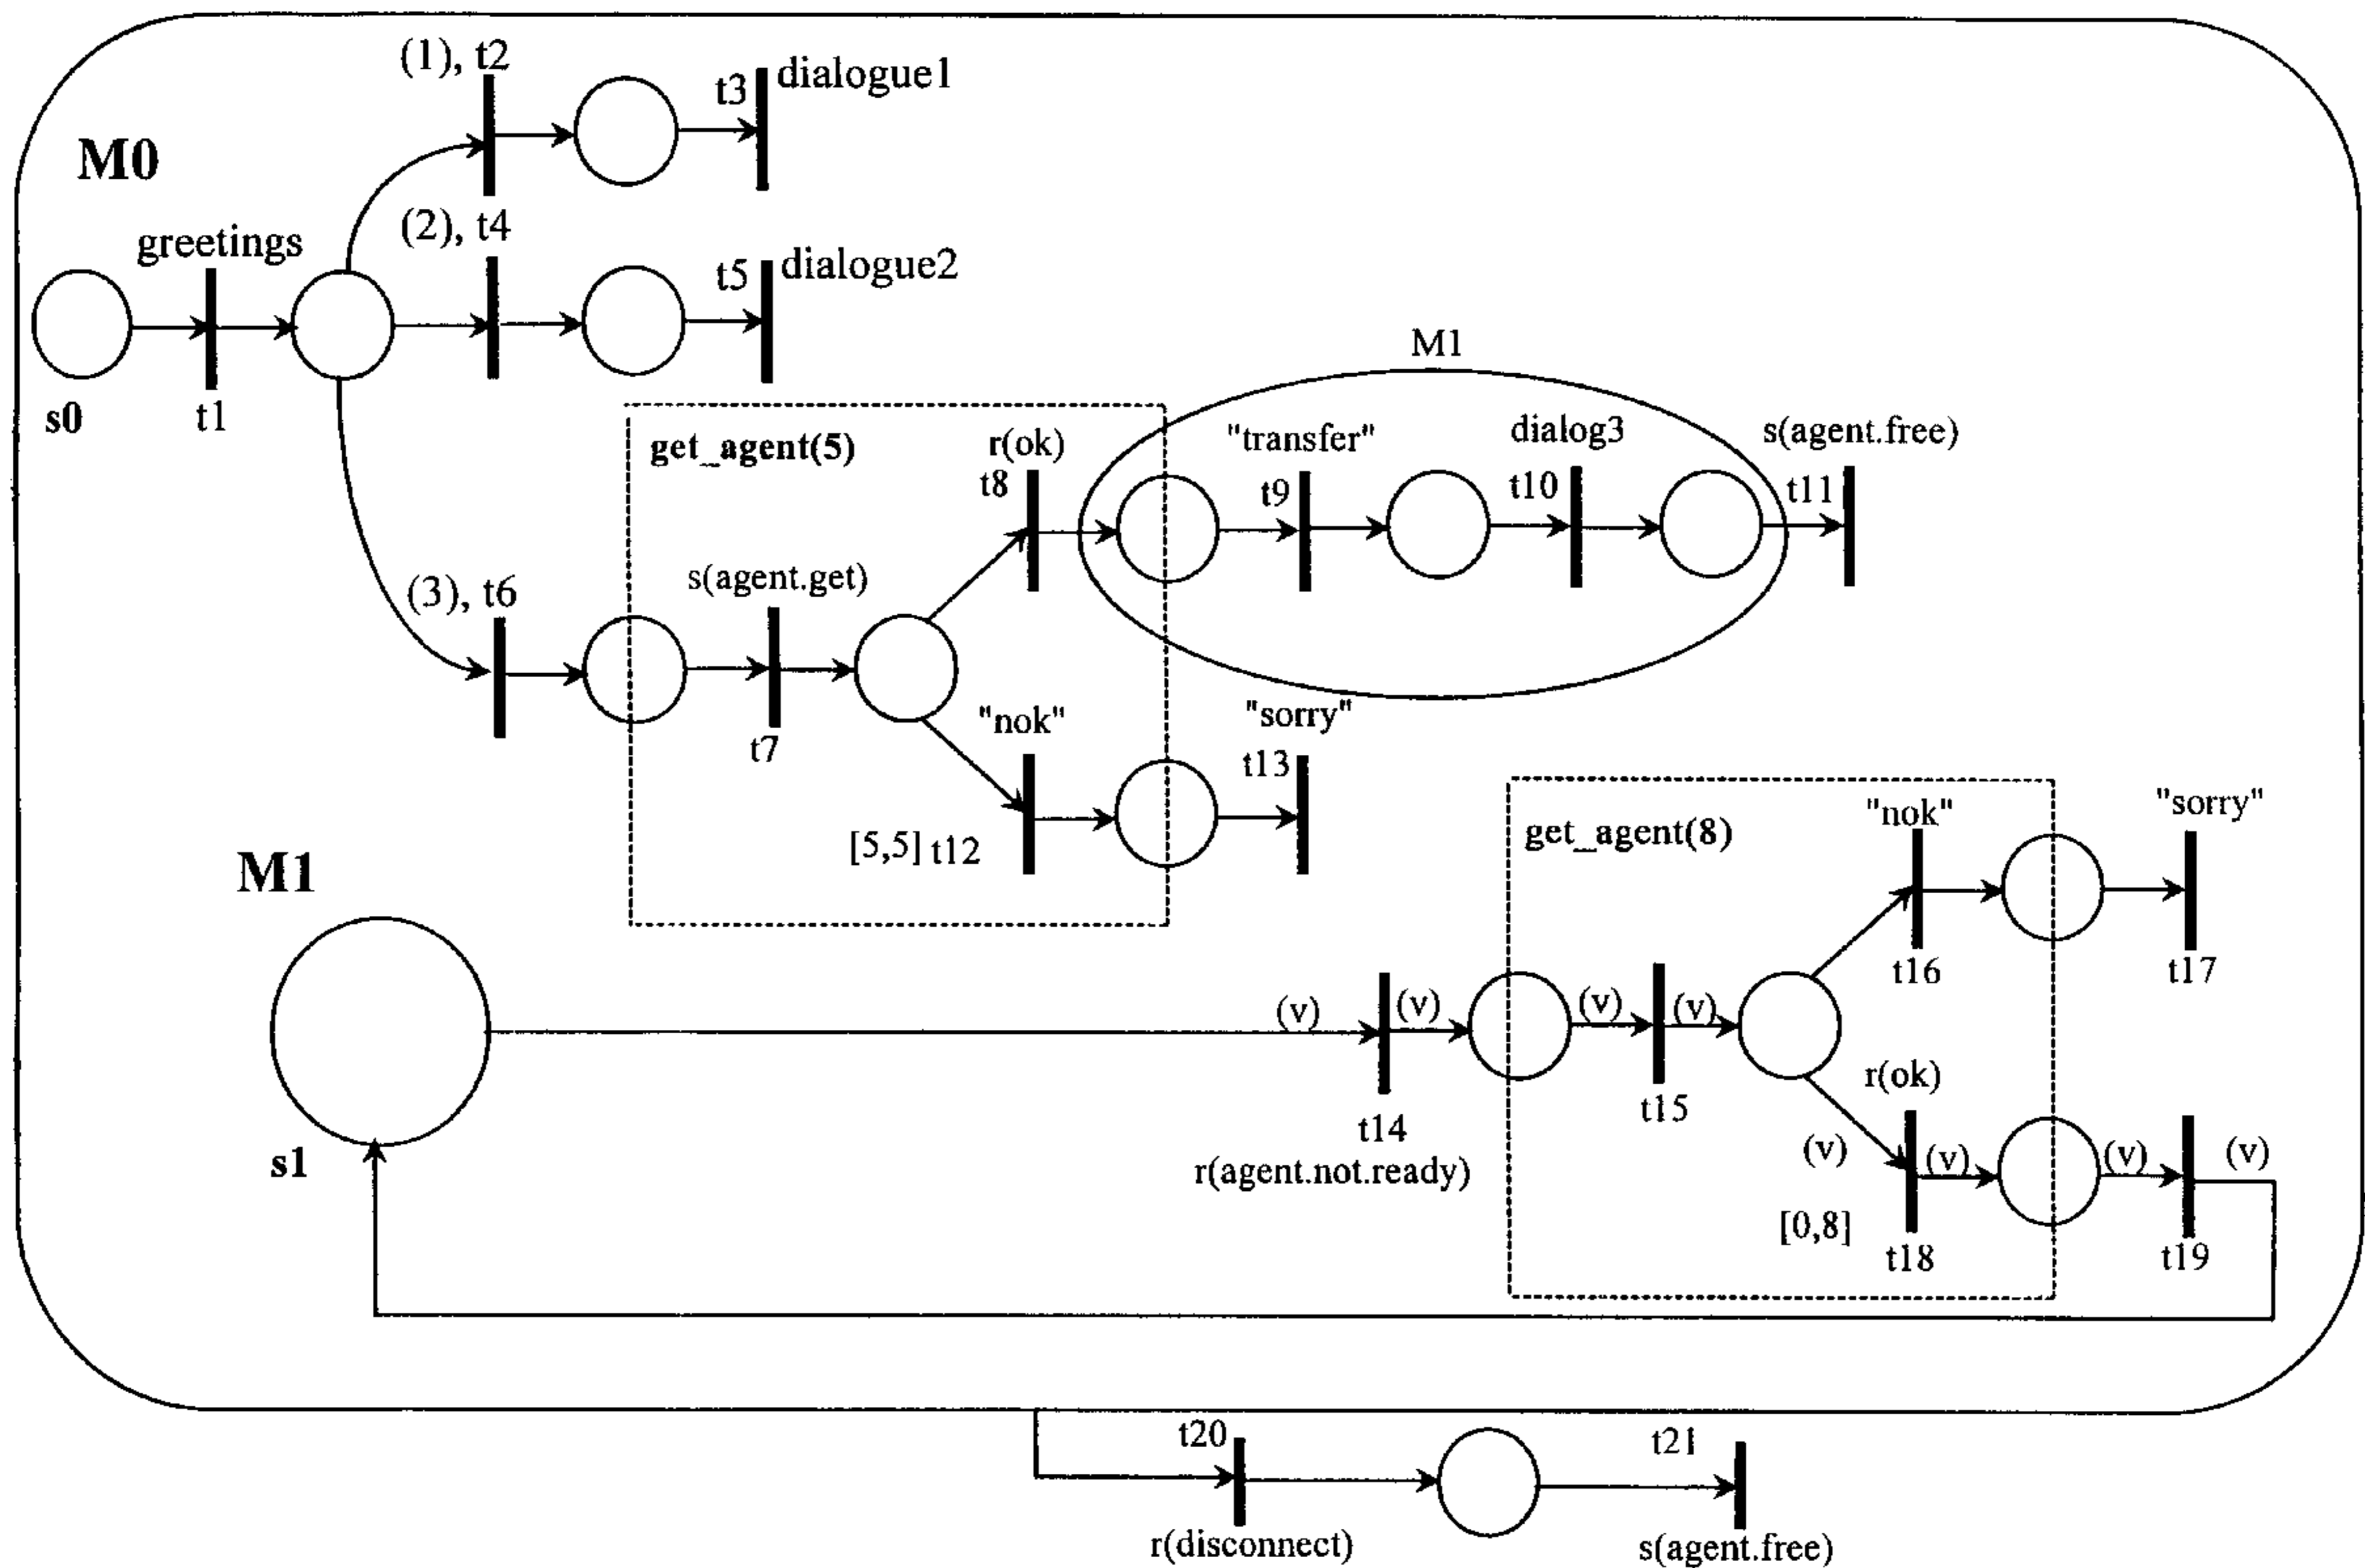 (1), t2
t3
dialogue1
M0
(2), t4
greetings
t5
dialogue2
s0
t1
M1
get_agent(5)
r(ok)
t8
"transfer"
t9
dialog3
t10
s(agent.free)
t11
(3), t6
s(agent.get)
t7
"nok"
[5,5] t12
"sorry"
t13
M1
get_agent(8)
"nok"
t16
"sorry"
t17
s1
(v)
(v)
(v)
(v)
t14
r(agent.not.ready)
t15
r(ok)
(v)
(v)
(v)
(v)
[0,8]
t18
t19
t20
r(disconnect)
t21
s(agent.free)